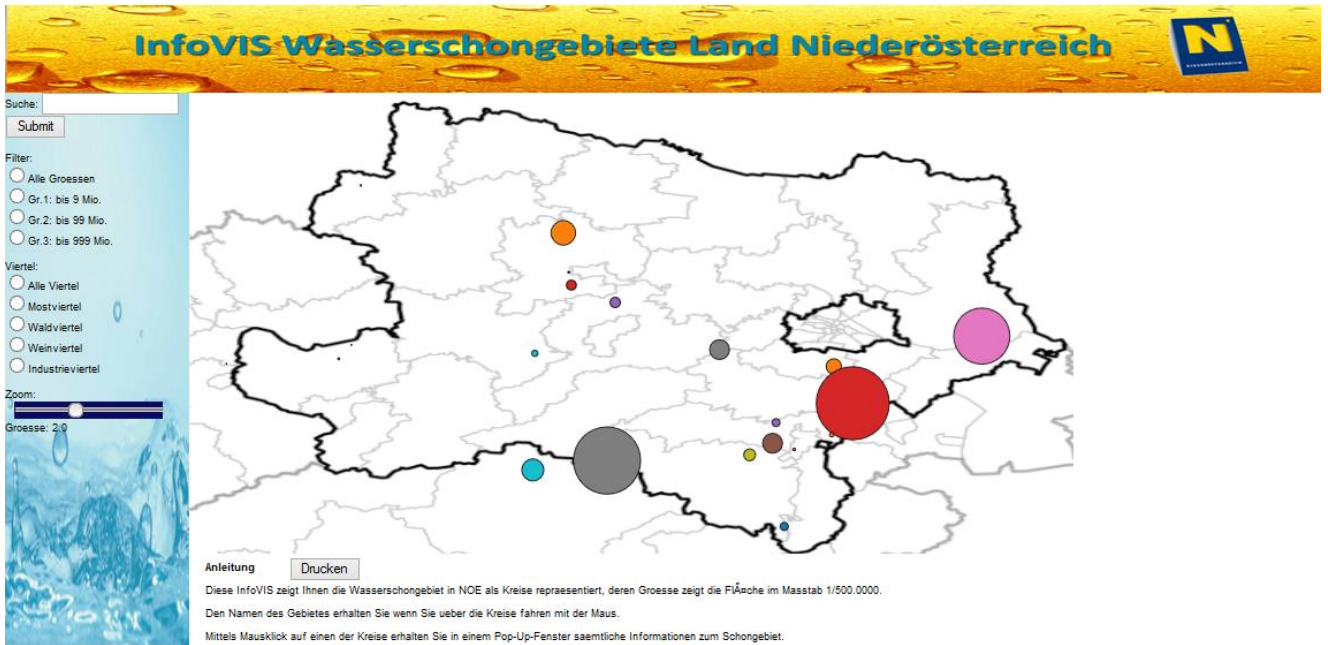 InfoVIS Wasserschongebiete Land Niederösterreich
N
NIEDERÖSTERREICH
Suche:
Submit
Filter:
Alle Groessen
Gr.1: bis 9 Mio.
Gr.2: bis 99 Mio.
Gr.3: bis 999 Mio.
Viertel:
Alle Viertel
Mostviertel
Waldviertel
Weinviertel
Industrieviertel
Zoom:
Groesse: 2.0
Anleitung Drucken
Diese InfoVIS zeigt Ihnen die Wasserschongebiet in NOE als Kreise repraesentiert, deren Groesse zeigt die FlÃ¤che im Masstab 1/500.0000.
Den Namen des Gebietes erhalten Sie wenn Sie ueber die Kreise fahren mit der Maus.
Mittels Mausklick auf einen der Kreise erhalten Sie in einem Pop-Up-Fenster saemtliche Informationen zum Schongebiet.